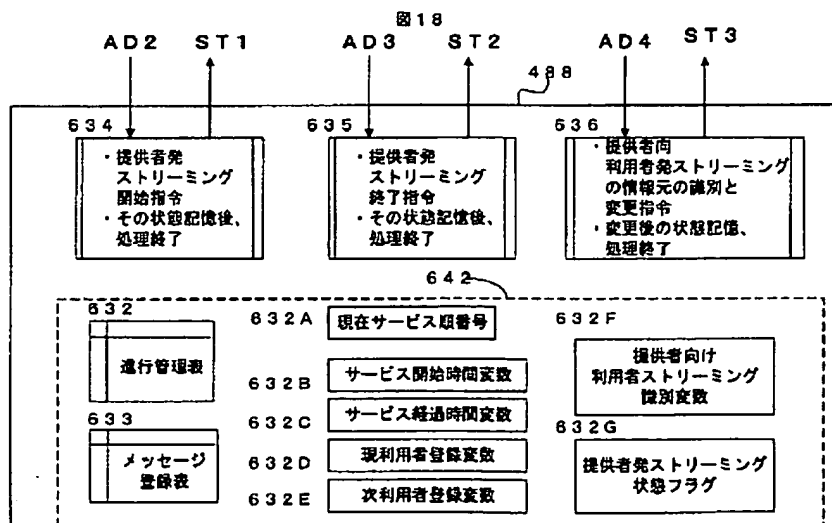 図18
AD2 ST1 AD3 ST2 AD4 ST3
488
634
・提供者発
ストリーミング
開始指令
・その状態記憶後、
処理終了
635
・提供者発
ストリーミング
終了指令
・その状態記憶後、
処理終了
636
・提供者向
利用者発ストリーミング
の情報元の識別と
変更指令
・変更後の状態記憶、
処理終了
642
632
進行管理表
633
メッセージ
登録表
632A 現在サービス順番号
632B サービス開始時間変数
632C サービス経過時間変数
632D 現利用者登録変数
632E 次利用者登録変数
632F
提供者向け
利用者ストリーミング
識別変数
632G
提供者発ストリーミング
状態フラグ